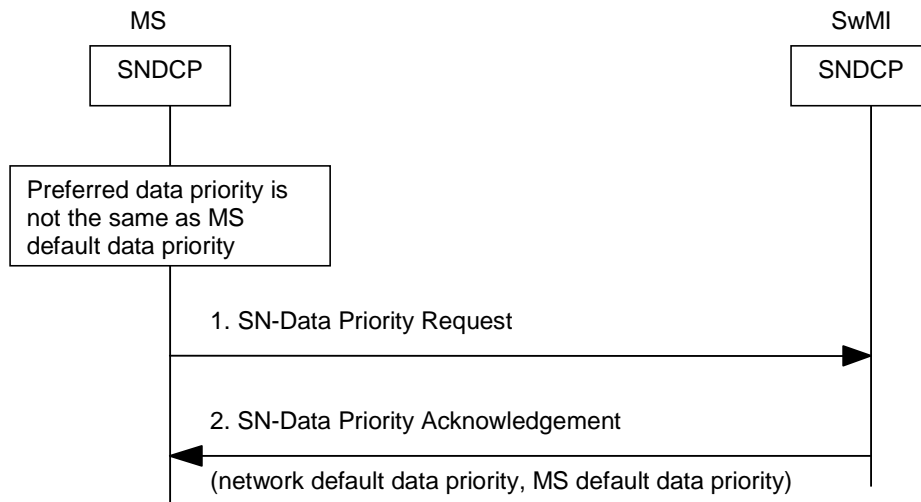 MS
SwMI
SNDCP
SNDCP
Preferred data priority is
not the same as MS
default data priority
1. SN-Data Priority Request
2. SN-Data Priority Acknowledgement
(network default data priority, MS default data priority)